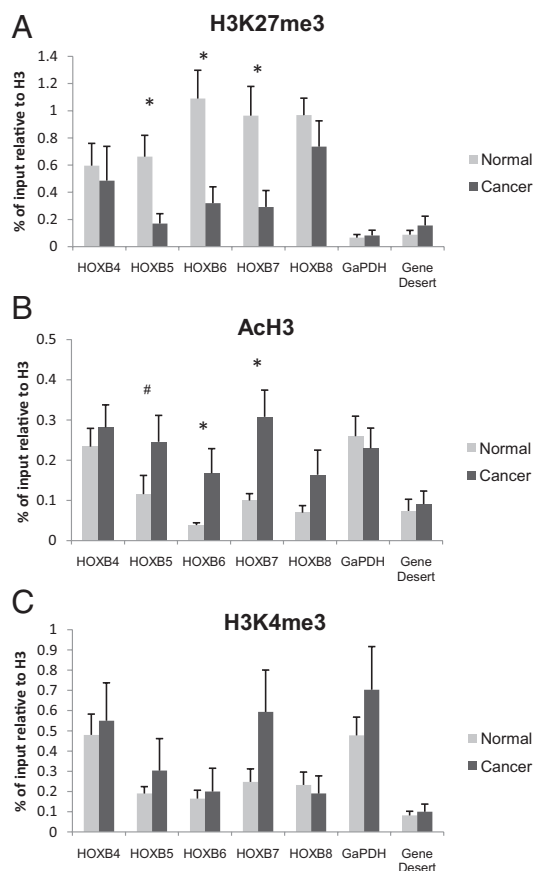 A
H3K27me3
% of input relative to H3
1.4
1.2
1
0.8
0.6
0.4
0.2
0
*
*
*
HOXB4 HOXB5 HOXB6 HOXB7 HOXB8 GaPDH Gene
Desert
Normal
Cancer
B
AcH3
% of input relative to H3
0.5
0.4
0.3
0.2
0.1
0
#
*
*
HOXB4 HOXB5 HOXB6 HOXB7 HOXB8 GaPDH Gene
Desert
Normal
Cancer
C
H3K4me3
% of input relative to H3
1
0.9
0.8
0.7
0.6
0.5
0.4
0.3
0.2
0.1
0
HOXB4 HOXB5 HOXB6 HOXB7 HOXB8 GaPDH Gene
Desert
Normal
Cancer